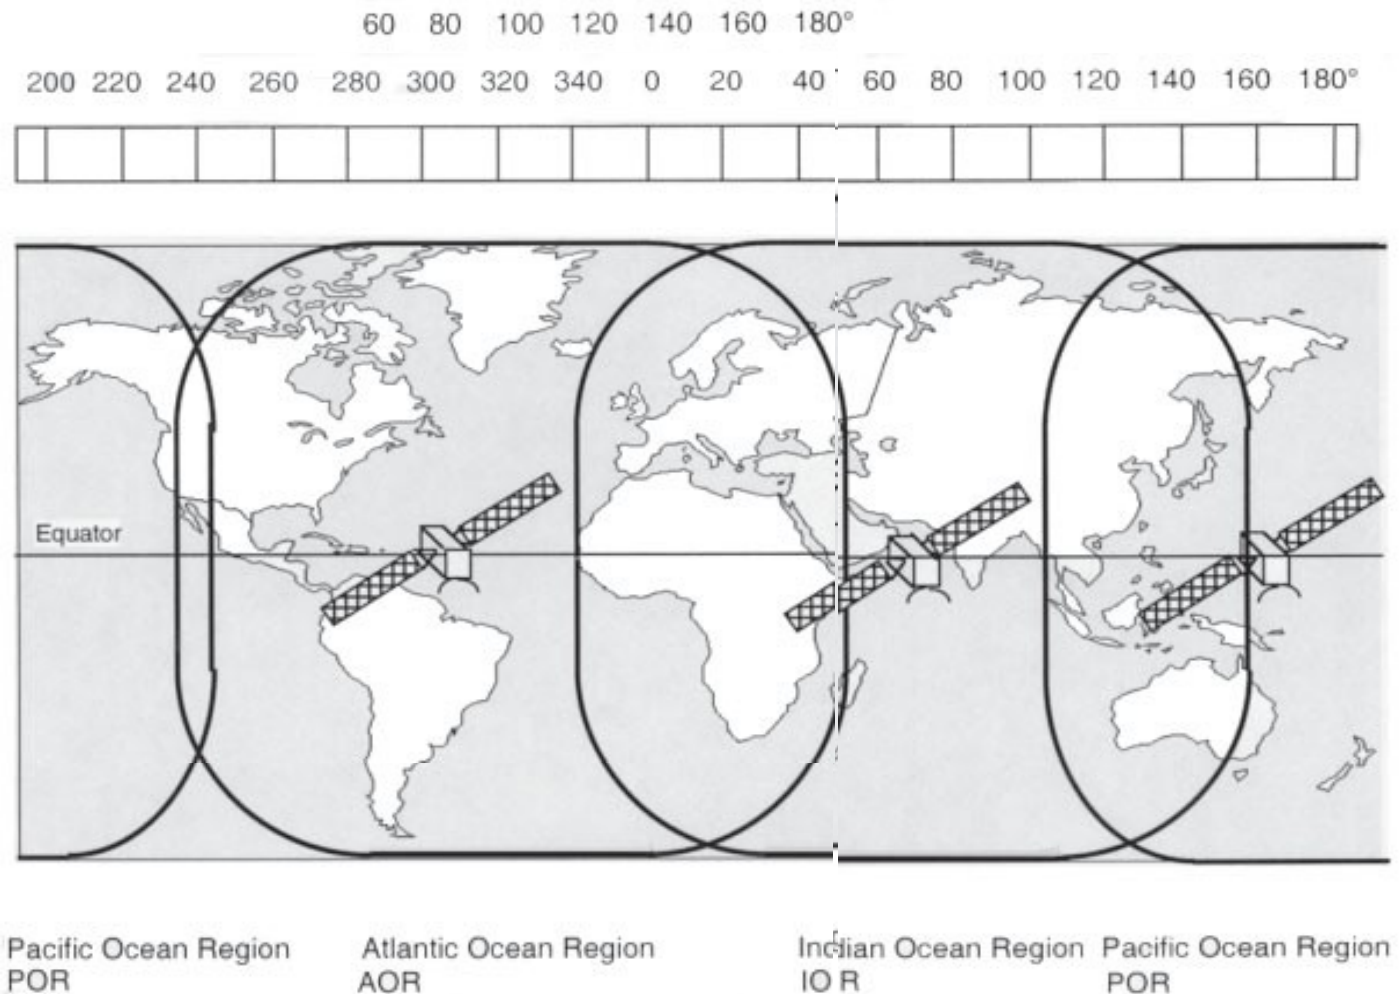 60 80 100 120 140 160 180°
200 220 240 260 280 300 320 340 0 20 40 60 80 100 120 140 160 180°
Equator
Pacific Ocean Region Atlantic Ocean Region Indian Ocean Region Pacific Ocean Region
POR AOR IOR POR